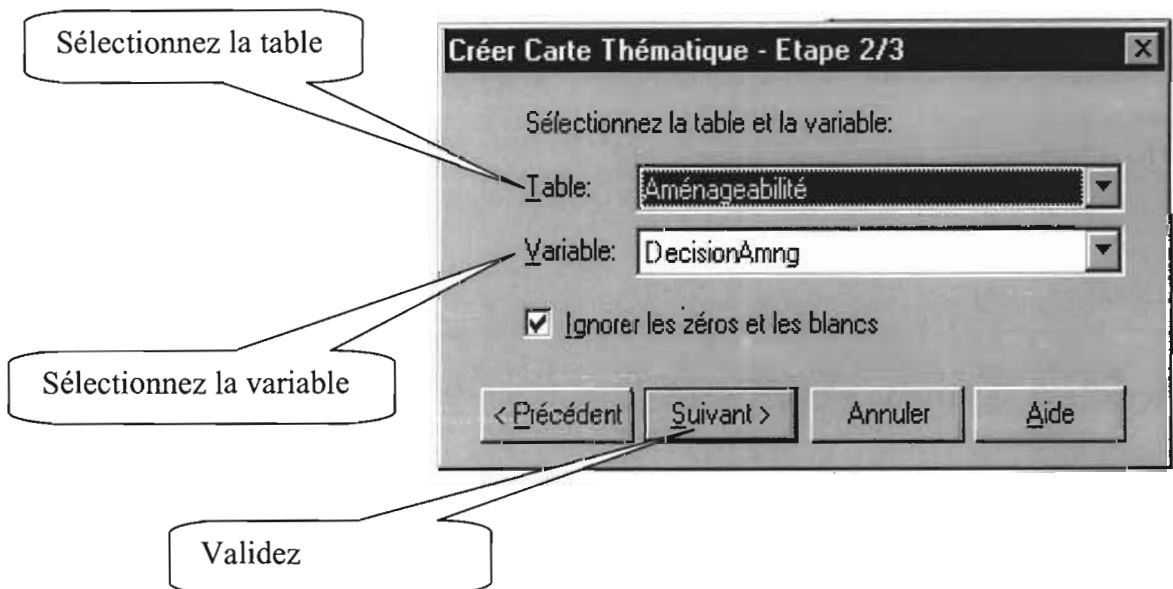 Sélectionnez la table
Créer Carte Thématique - Etape 2/3
Sélectionnez la table et la variable:
Table: Aménageabilité
Variable: DecisionAmng
Ignorer les zéros et les blancs
Sélectionnez la variable
< Précédent Suivant > Annuler Aide
Validez